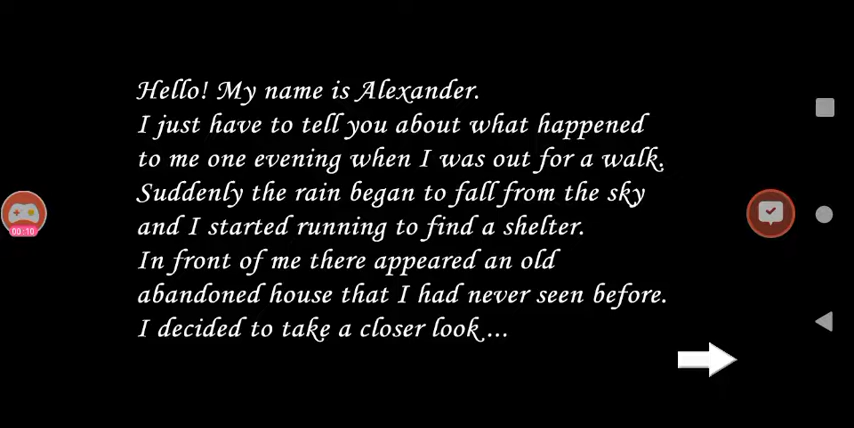 Hello! My name is Alexander.
I just have to tell you about what happened
to me one evening when I was out for a walk.
Suddenly the rain began to fall from the sky
and I started running to find a shelter.
In front of me there appeared an old
abandoned house that I had never seen before.
I decided to take a closer look ...
00:10